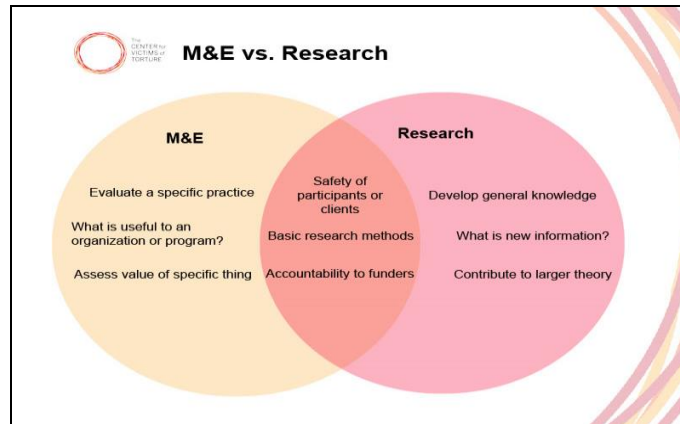 The
CENTER for
VICTIMS of
TORTURE
M&E vs. Research
M&E
Evaluate a specific practice
What is useful to an
organization or program?
Assess value of specific thing
Safety of
participants or
clients
Basic research methods
Accountability to funders
Research
Develop general knowledge
What is new information?
Contribute to larger theory